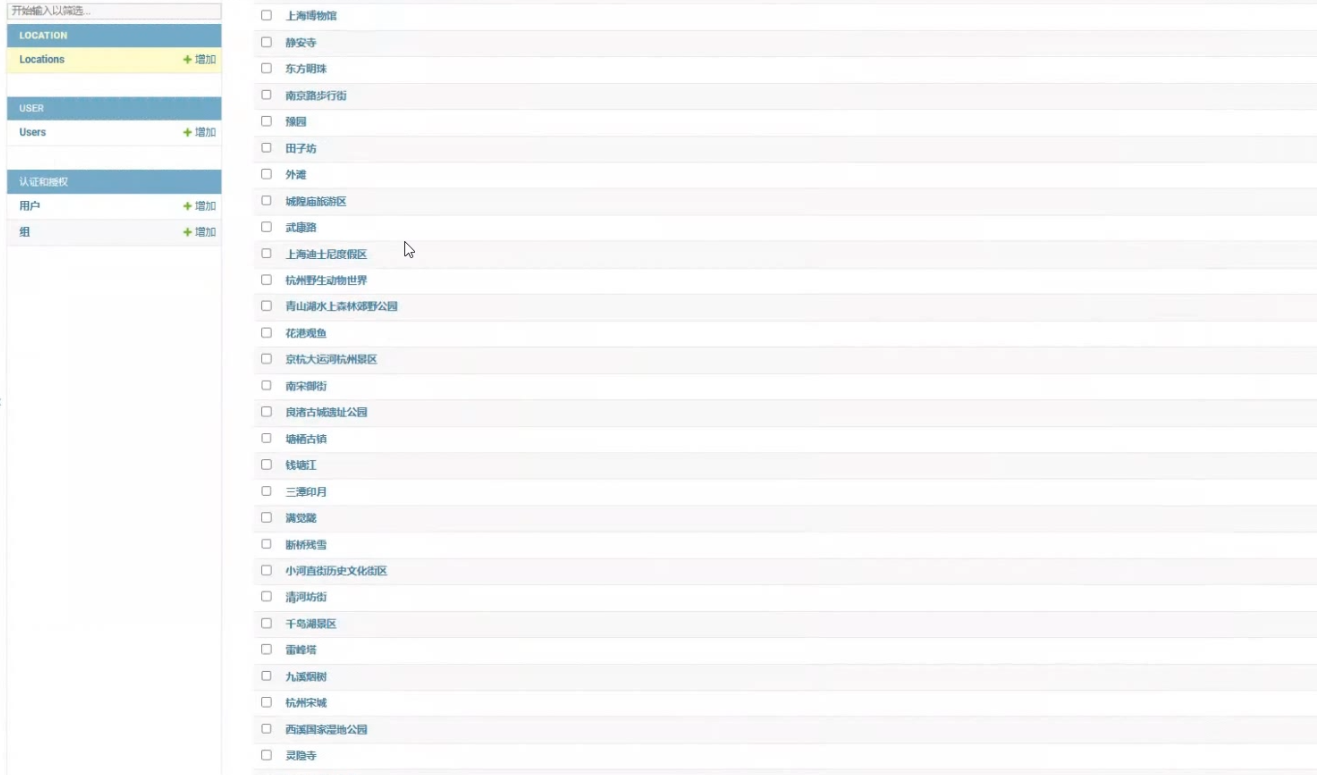 开始输入以筛选...
LOCATION
Locations
增加
USER
Users
增加
认证和授权
用户
增加
组
增加
上海博物馆
静安寺
东方明珠
南京路步行街
豫园
田子坊
外滩
城隍庙旅游区
武康路
上海迪士尼度假区
杭州野生动物世界
青山湖水上森林郊野公园
花港观鱼
京杭大运河杭州景区
南宋御街
良渚古城遗址公园
塘栖古镇
钱塘江
三潭印月
满觉陇
断桥残雪
小河直街历史文化街区
清河坊街
千岛湖景区
雷峰塔
九溪烟树
杭州宋城
西溪国家湿地公园
灵隐寺